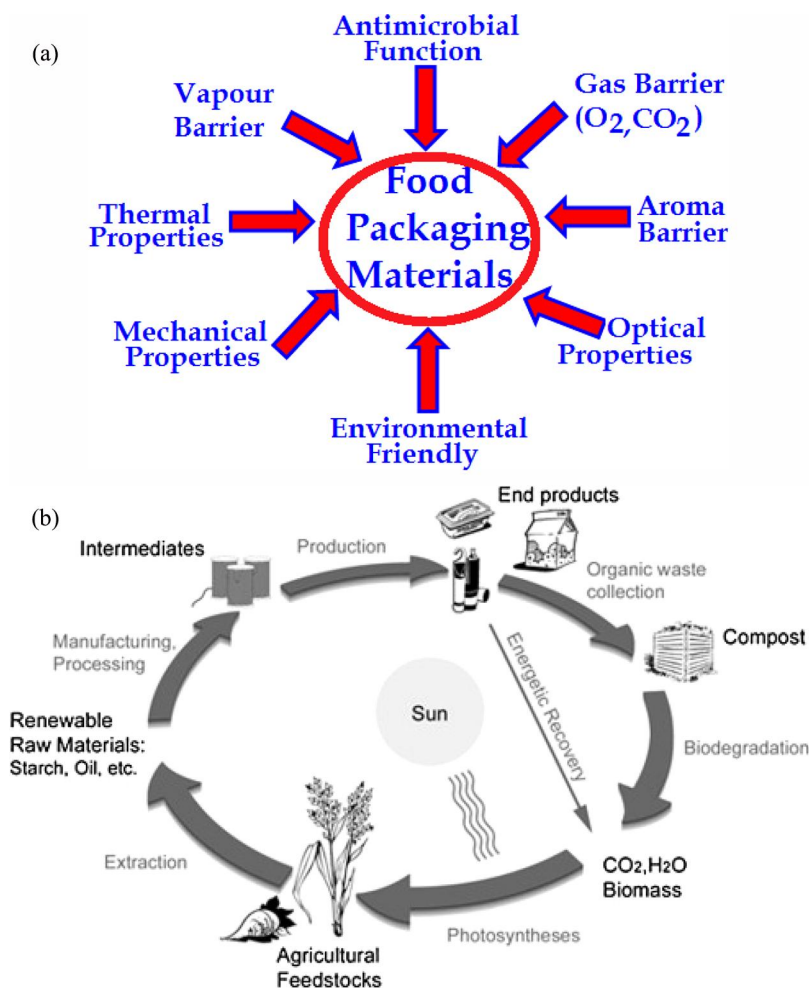 (a)
Antimicrobial
Function
Vapour
Barrier
Gas Barrier
(O2,CO2)
Food
Packaging
Materials
Thermal
Properties
Aroma
Barrier
Mechanical
Properties
Optical
Properties
Environmental
Friendly
(b)
End products
Intermediates
Production
Organic waste
collection
Manufacturing,
Processing
Compost
Energetic Recovery
Sun
Renewable
Raw Materials:
Starch, Oil, etc.
Biodegradation
Extraction
CO2,H2O
Biomass
Photosyntheses
Agricultural
Feedstocks